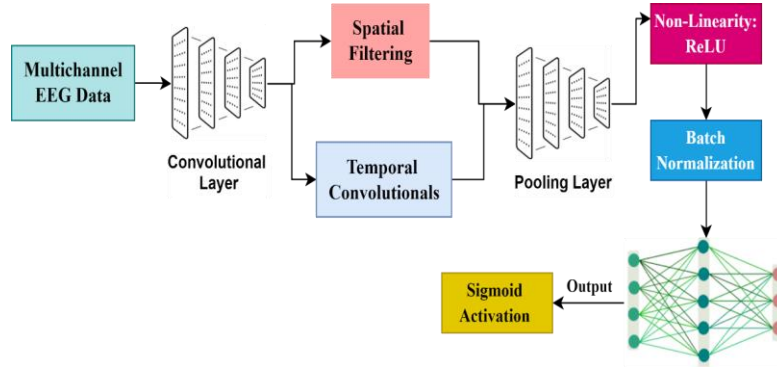 Multichannel
EEG Data
Convolutional
Layer
Spatial
Filtering
Temporal
Convolutionals
Pooling Layer
Non-Linearity:
ReLU
Batch
Normalization
Output
Sigmoid
Activation